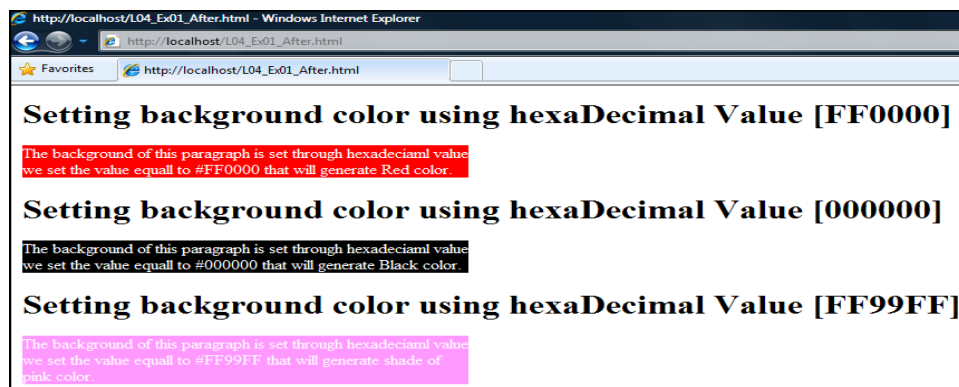 http://localhost/L04_Ex01_After.html - Windows Internet Explorer
http://localhost/L04_Ex01_After.html
Favorites
http://localhost/L04_Ex01_After.html
Setting background color using hexaDecimal Value [FF0000]
The background of this paragraph is set through hexadeciaml value
we set the value equall to #FF0000 that will generate Red color.
Setting background color using hexaDecimal Value [000000]
The background of this paragraph is set through hexadeciaml value
we set the value equall to #000000 that will generate Black color.
Setting background color using hexaDecimal Value [FF99FF]
The background of this paragraph is set through hexadeciaml value
we set the value equall to #FF99FF that will generate shade of
pink color.